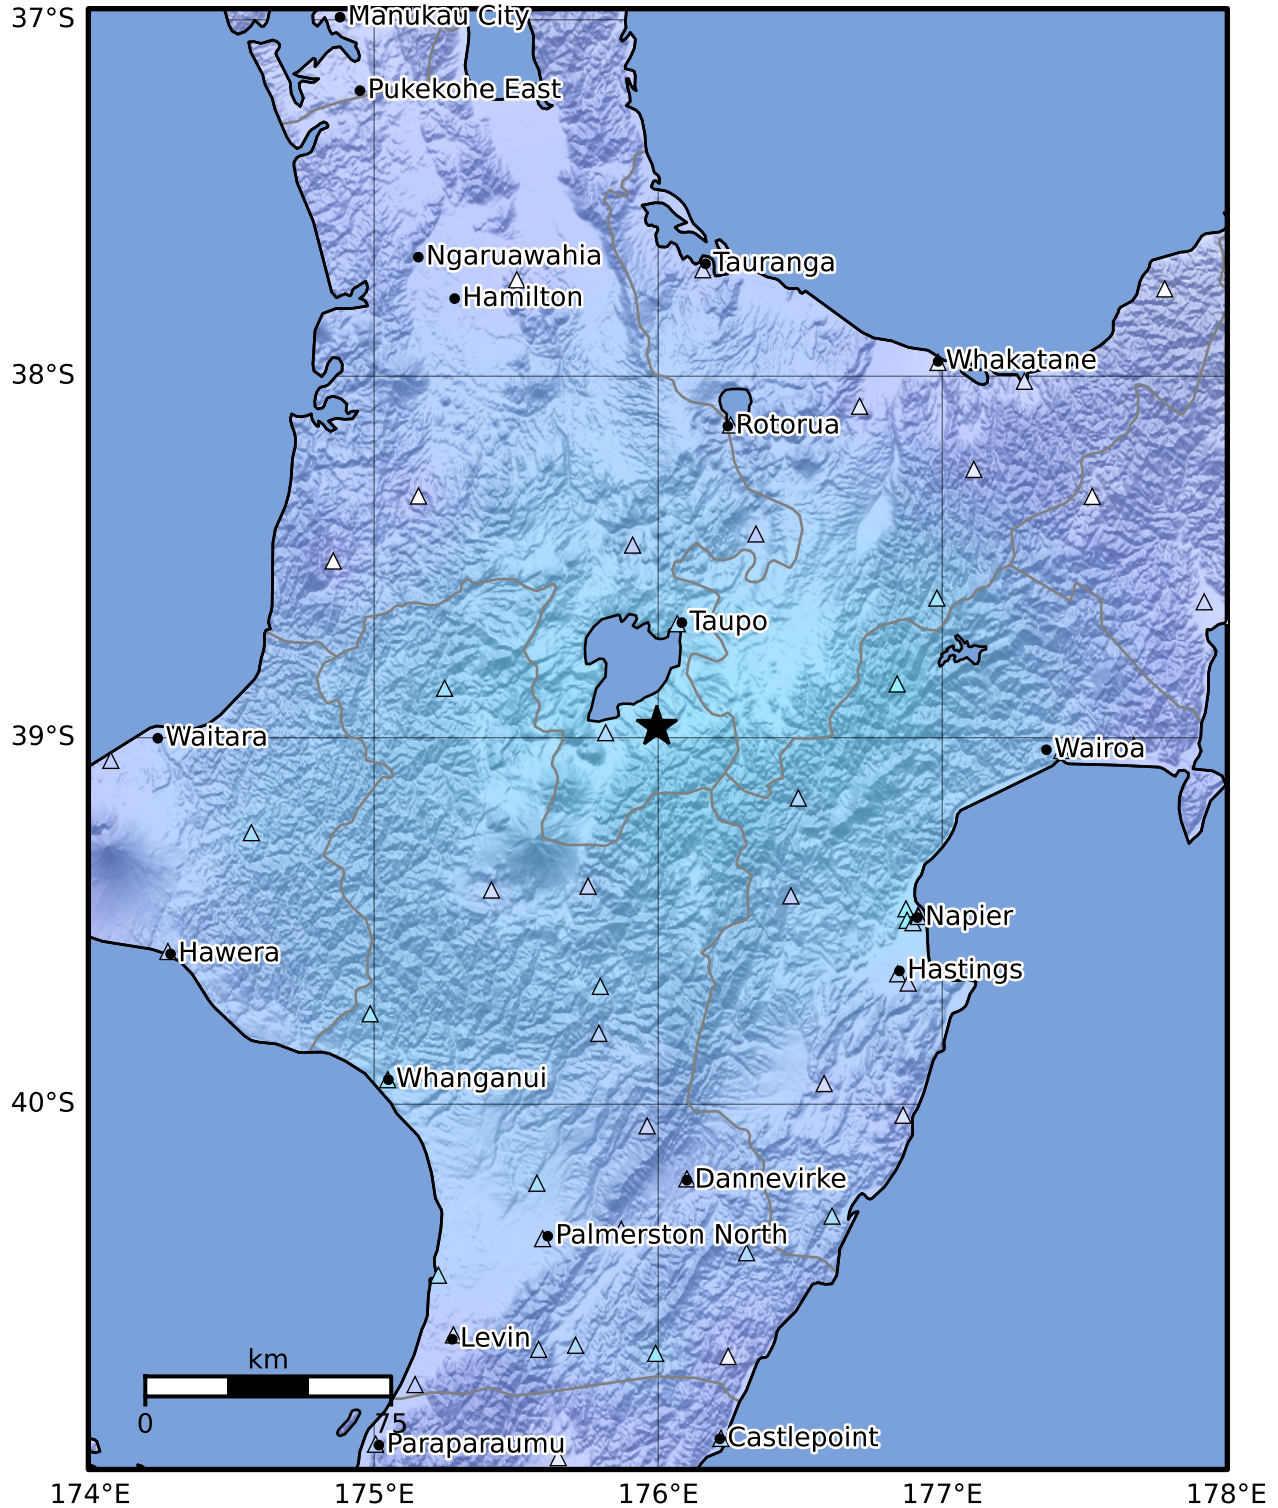 37°S
Manukau City
Pukekohe East
Ngaruawahia
Tauranga
Hamilton
Whakatane
38°S
Rotorua
Taupo
39°S
Waitara
Wairoa
Napier
Hawera
Hastings
Whanganui
40°S
Dannevirke
Palmerston North
Levin
km
0
75
Paraparaumu
Castlepoint
174°E
175°E
176°E
177°E
178°E